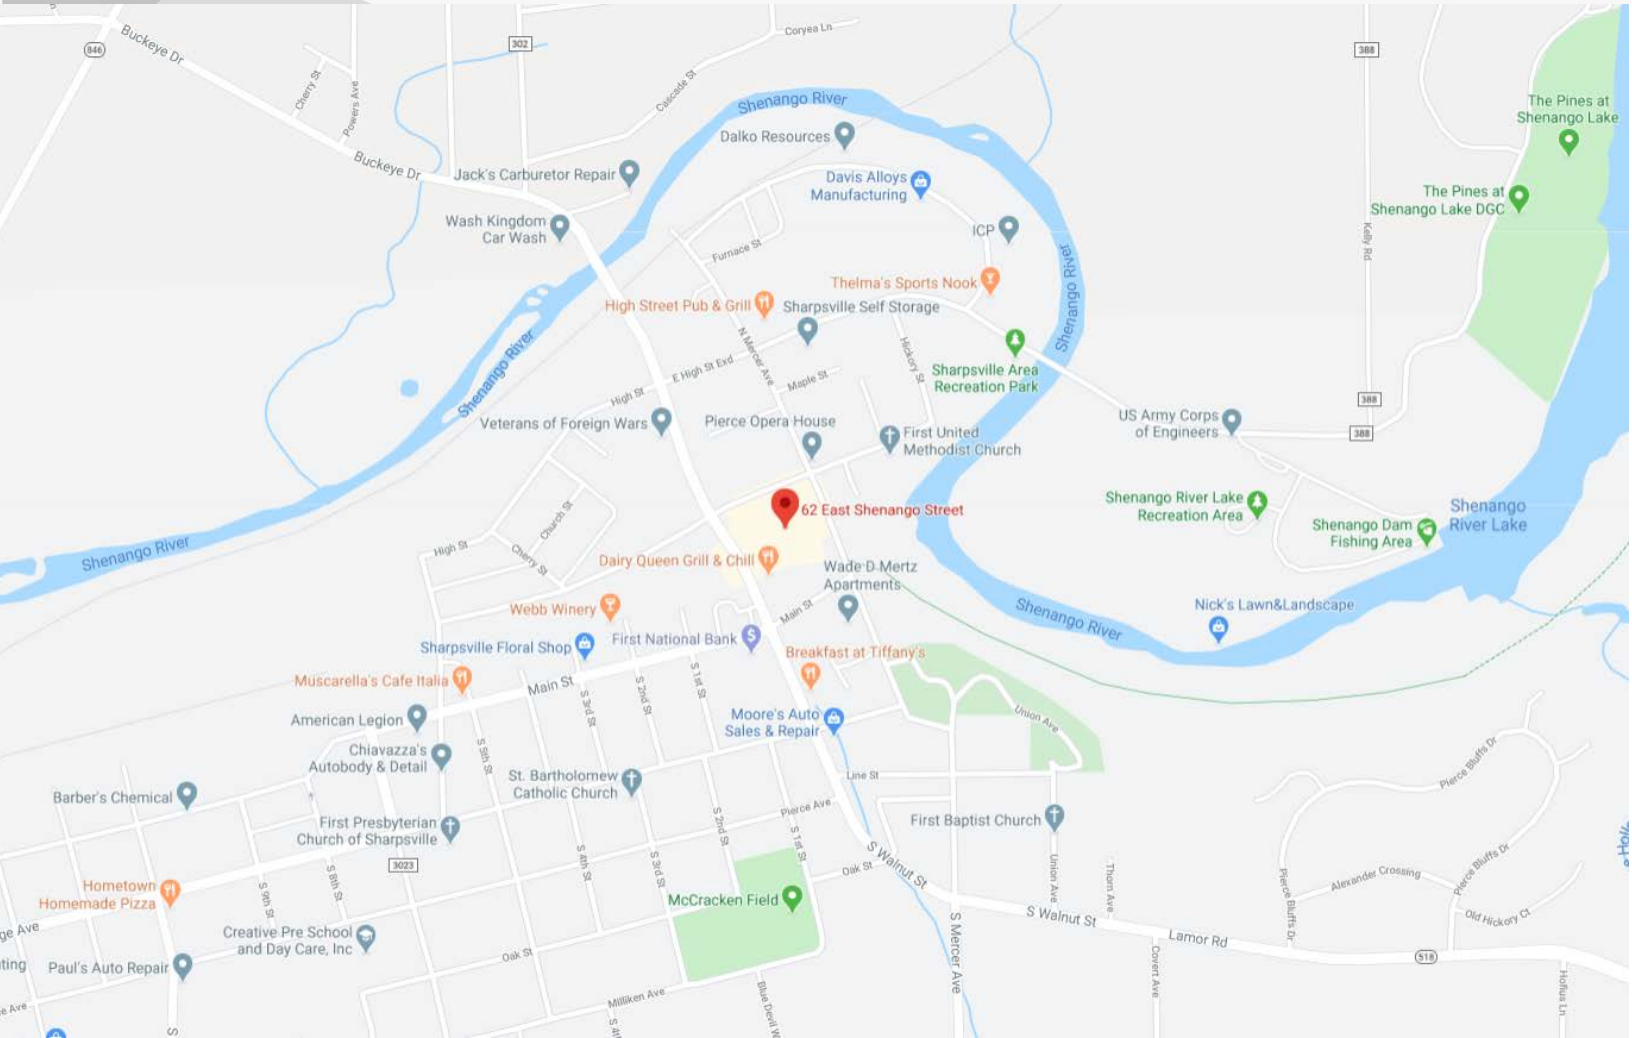 Coryea Ln
Buckeye Dr
846
302
388
Cherry St
Powers Ave
Cascade St
Shenango River
The Pines at
Shenango Lake
Dalko Resources
Buckeye Dr
Jack's Carburetor Repair
Davis Alloys
Manufacturing
The Pines at
Shenango Lake DGC
Wash Kingdom
Car Wash
ICP
Kelly Rd
Furnace St
Shenango River
Thelma's Sports Nook
High Street Pub & Grill
Sharpsville Self Storage
N Mercer Ave
Hickory St
Shenango River
Sharpsville Area
Recreation Park
E High St Exd
Maple St
High St
388
Veterans of Foreign Wars
Pierce Opera House
US Army Corps
of Engineers
388
First United
Methodist Church
62 East Shenango Street
Shenango River Lake
Recreation Area
Shenango
River Lake
Shenango Dam
Fishing Area
Church St
Shenango River
High St
Cherry St
Dairy Queen Grill & Chill
Wade D Mertz
Apartments
Webb Winery
Main St
Shenango River
Nick's Lawn&Landscape
Sharpsville Floral Shop
First National Bank
Breakfast at Tiffany's
Muscarella's Cafe Italia
Main St
S 3rd St
S 2nd St
S 1st St
American Legion
Moore's Auto
Sales & Repair
Union Ave
Chiavazza's
Autobody & Detail
S 5th St
St. Bartholomew
Catholic Church
Line St
Pierce Bluffs Dr
Barber's Chemical
Pierce Ave
First Presbyterian
Church of Sharpsville
First Baptist Church
S 2nd St
S 1st St
3023
S 4th St
S 3rd St
Oak St
S Walnut St
Hometown
Homemade Pizza
S 9th St
S 8th St
McCracken Field
Union Ave
Thorn Ave
Pierce Bluffs Dr
Alexander Crossing
Pierce Bluffs Dr
Old Hickory Ct
ge Ave
Creative Pre School
and Day Care, Inc
S Walnut St
Lamor Rd
S Mercer Ave
Oak St
518
ting
Paul's Auto Repair
Covert Ave
Hofius Ln
e Ave
Milliken Ave
Blue Devil W
S 4t
S